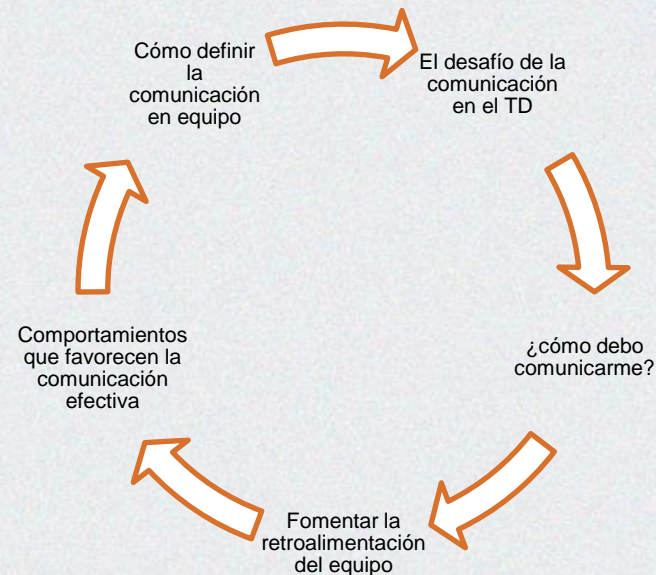 Cómo definir
la
comunicación
en equipo
El desafío de la
comunicación
en el TD
¿cómo debo
comunicarme?
Fomentar la
retroalimentación
del equipo
Comportamientos
que favorecen la
comunicación
efectiva